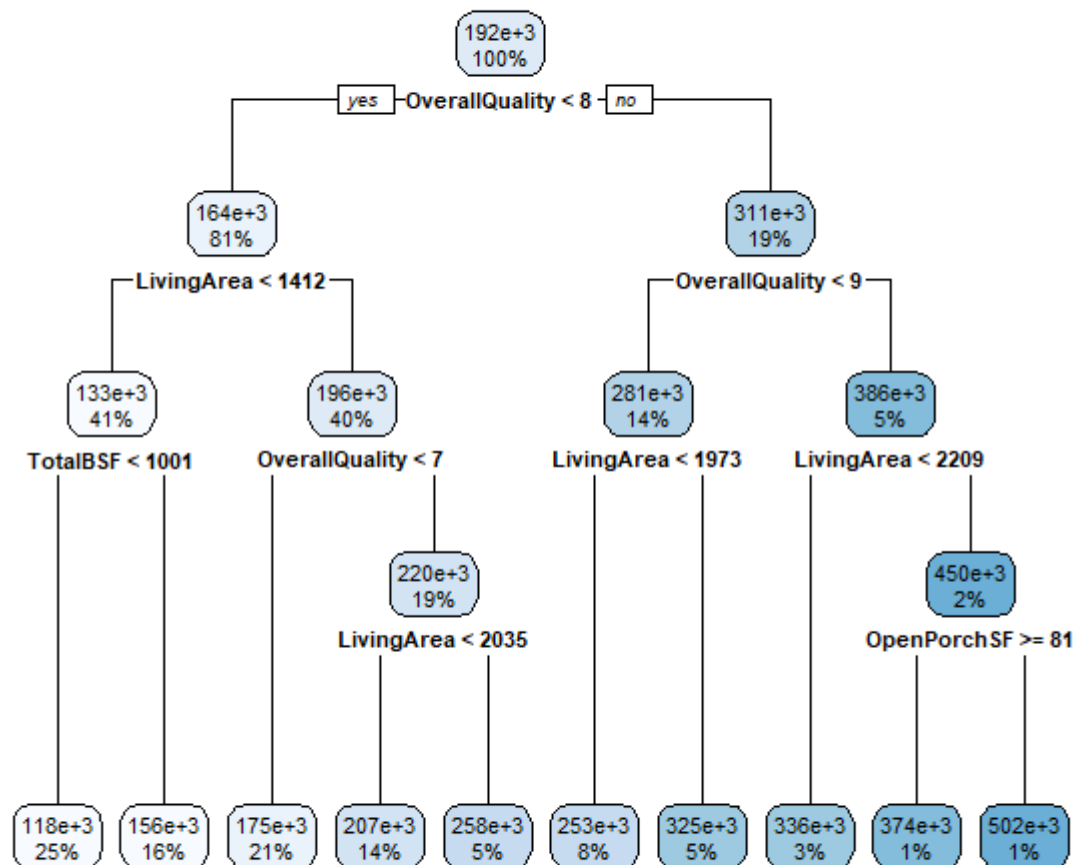 192e+3
100%
yes OverallQuality < 8 no
164e+3
81%
311e+3
19%
LivingArea < 1412
OverallQuality < 9
133e+3
41%
196e+3
40%
281e+3
14%
386e+3
5%
TotalBSF < 1001
OverallQuality < 7
LivingArea < 1973
LivingArea < 2209
220e+3
19%
450e+3
2%
LivingArea < 2035
OpenPorchSF >= 81
118e+3
25%
156e+3
16%
175e+3
21%
207e+3
14%
258e+3
5%
253e+3
8%
325e+3
5%
336e+3
3%
374e+3
1%
502e+3
1%